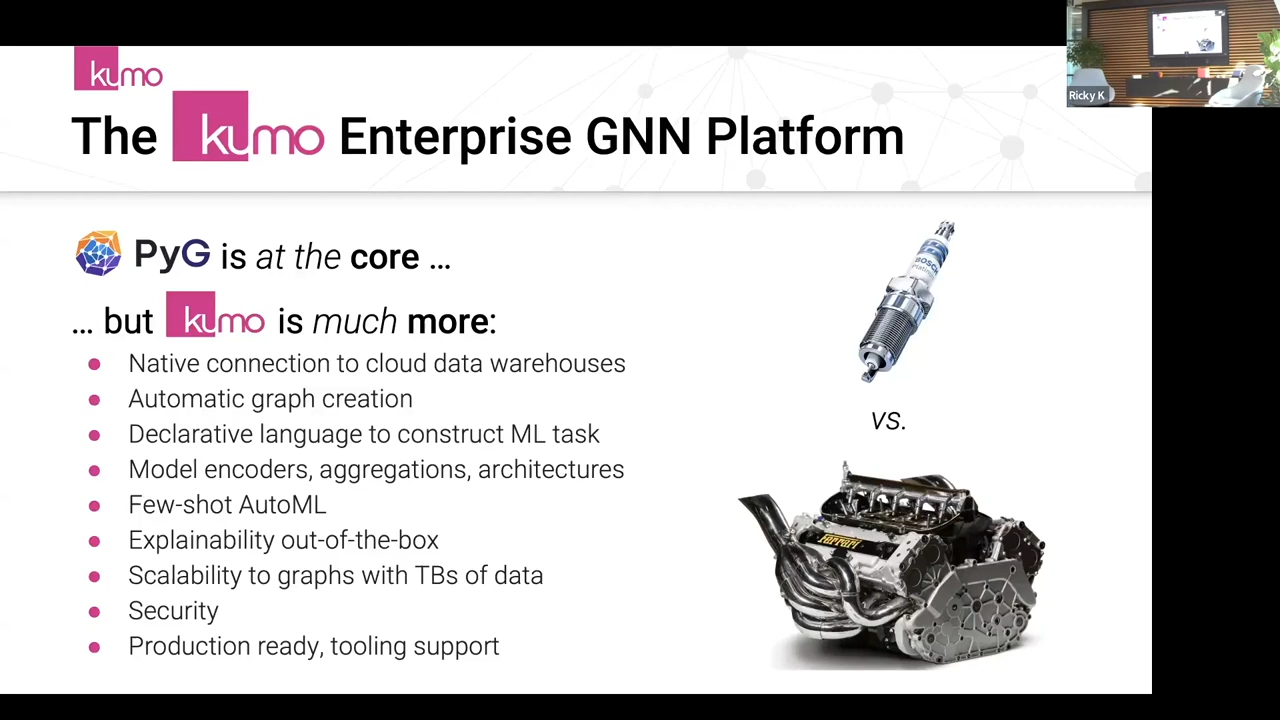 kumo
The kumo Enterprise GNN Platform
PyG is at the core ...
... but kumo is much more:
Native connection to cloud data warehouses
Automatic graph creation
Declarative language to construct ML task
Model encoders, aggregations, architectures
Few-shot AutoML
Explainability out-of-the-box
Scalability to graphs with TBs of data
Security
Production ready, tooling support
BOSCH
Platinum
vs.
Ferrari
Ricky K